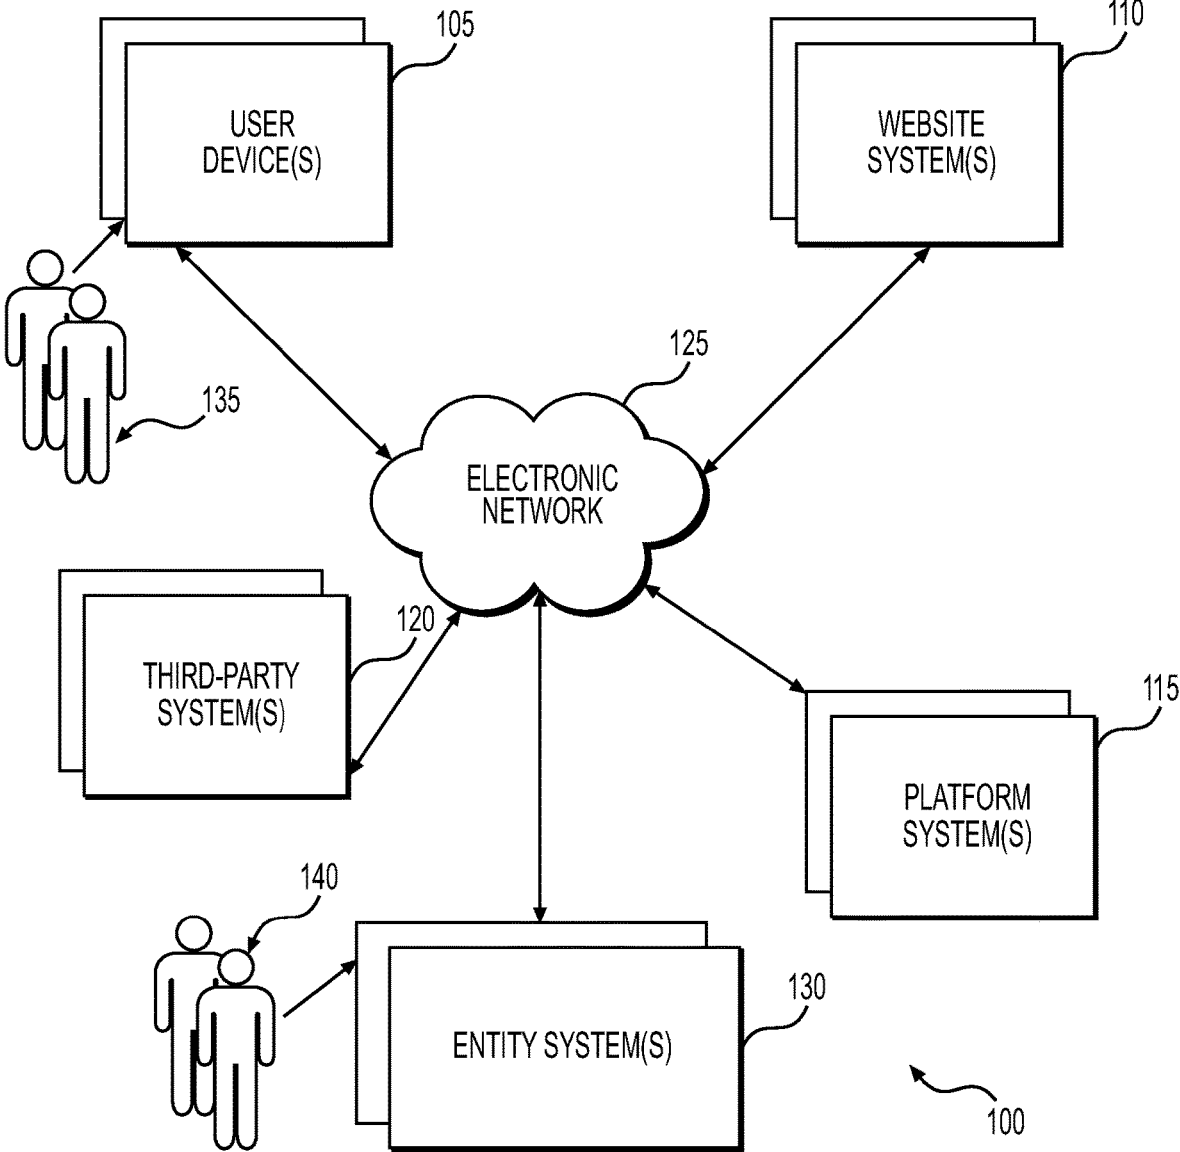 105
USER
DEVICE(S)
110
WEBSITE
SYSTEM(S)
135
125
ELECTRONIC
NETWORK
120
THIRD-PARTY
SYSTEM(S)
115
PLATFORM
SYSTEM(S)
140
130
ENTITY SYSTEM(S)
100